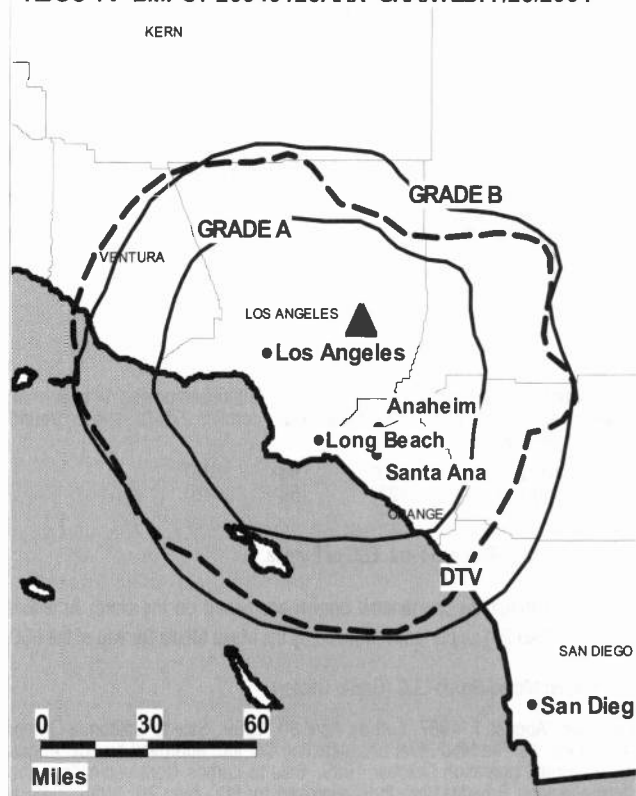 KERN
GRADE B
GRADE A
VENTURA
LOS ANGELES
Los Angeles
Anaheim
Long Beach
Santa Ana
ORANGE
DTV
SAN DIEGO
San Dieg
0 30 60
Miles